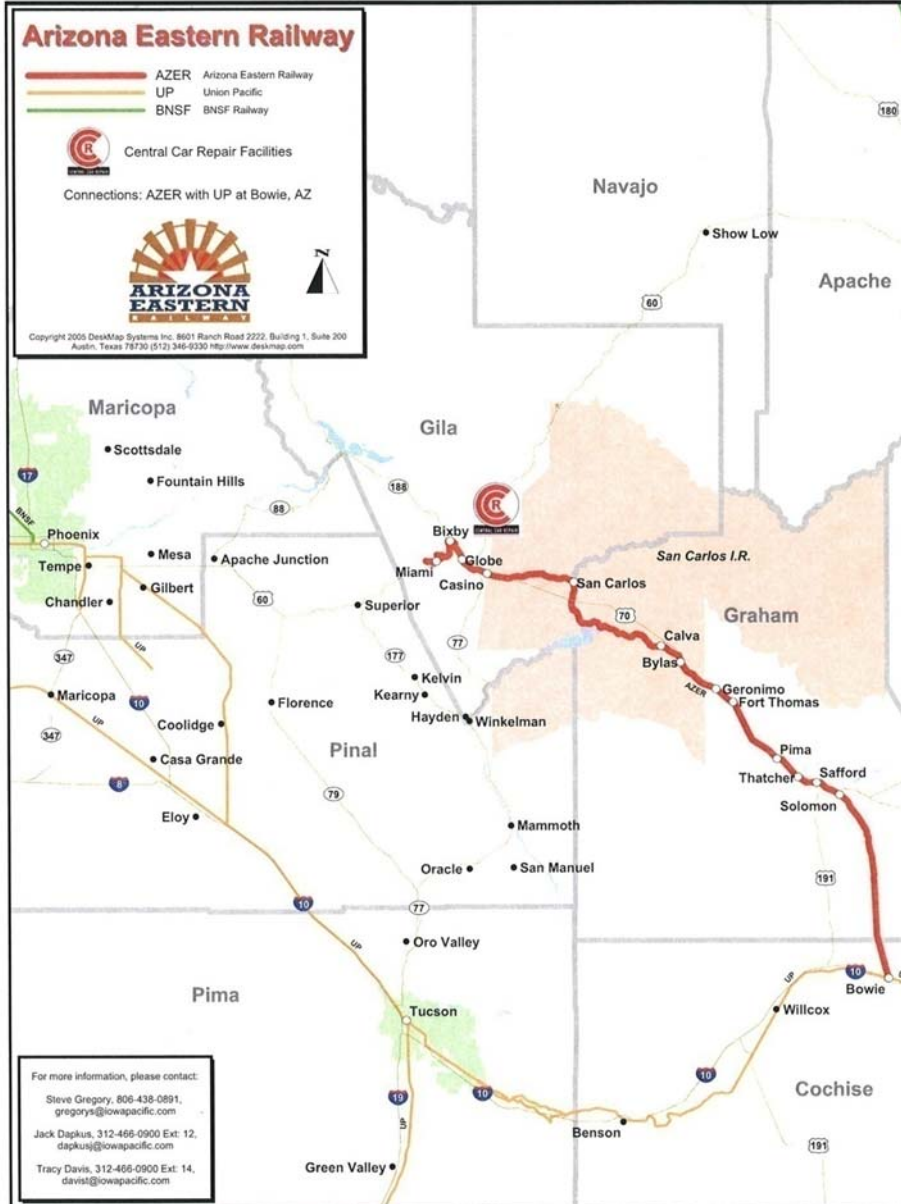 Arizona Eastern Railway
AZER Arizona Eastern Railway
UP Union Pacific
BNSF BNSF Railway
CCR
CENTRAL CAR REPAIR
Central Car Repair Facilities
Connections: AZER with UP at Bowie, AZ
N
ARIZONA
EASTERN
RAILWAY
Copyright 2005 DeskMap Systems Inc. 8601 Ranch Road 2222, Building 1, Suite 200
Austin, Texas 78730 (512) 346-9330 http://www.deskmap.com
180
Navajo
Show Low
Apache
60
Maricopa
Gila
Scottsdale
17
Fountain Hills
188
88
CCR
CENTRAL CAR REPAIR
BNSF
Phoenix
Bixby
Mesa
Apache Junction
Globe
San Carlos I.R.
Tempe
Miami
Casino
San Carlos
Gilbert
Chandler
60
Superior
70
Graham
UP
347
77
Calva
177
Bylas
Kelvin
Maricopa
Kearny
AZER
Geronimo
10
Florence
Fort Thomas
UP
Hayden
Winkelman
347
Coolidge
Pinal
Casa Grande
Pima
8
Thatcher
Safford
79
Solomon
Eloy
Mammoth
Oracle
San Manuel
191
10
77
UP
Oro Valley
UP
10
Pima
Bowie
Tucson
Willcox
10
19
10
Cochise
UP
Benson
191
Green Valley
For more information, please contact:
Steve Gregory, 806-438-0891,
gregorys@iowapacific.com
Jack Dapkus, 312-466-0900 Ext: 12,
dapkusj@iowapacific.com
Tracy Davis, 312-466-0900 Ext: 14,
davist@iowapacific.com